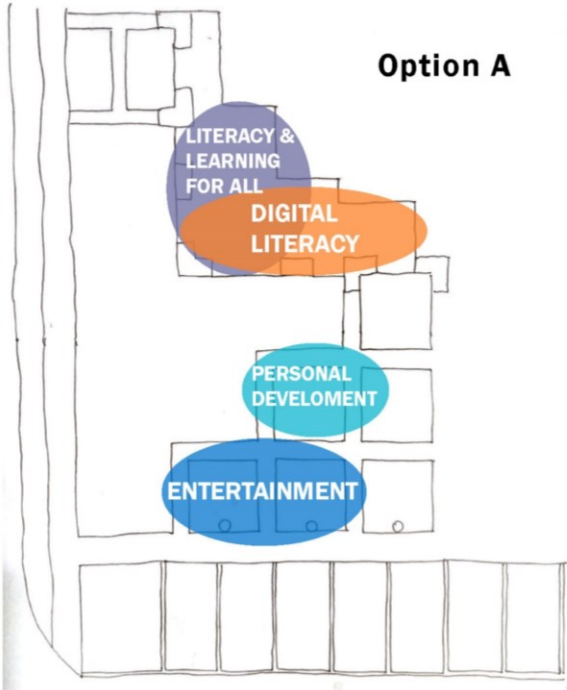 Option A
LITERACY &
LEARNING
FOR ALL
DIGITAL
LITERACY
PERSONAL
DEVELOMENT
ENTERTAINMENT